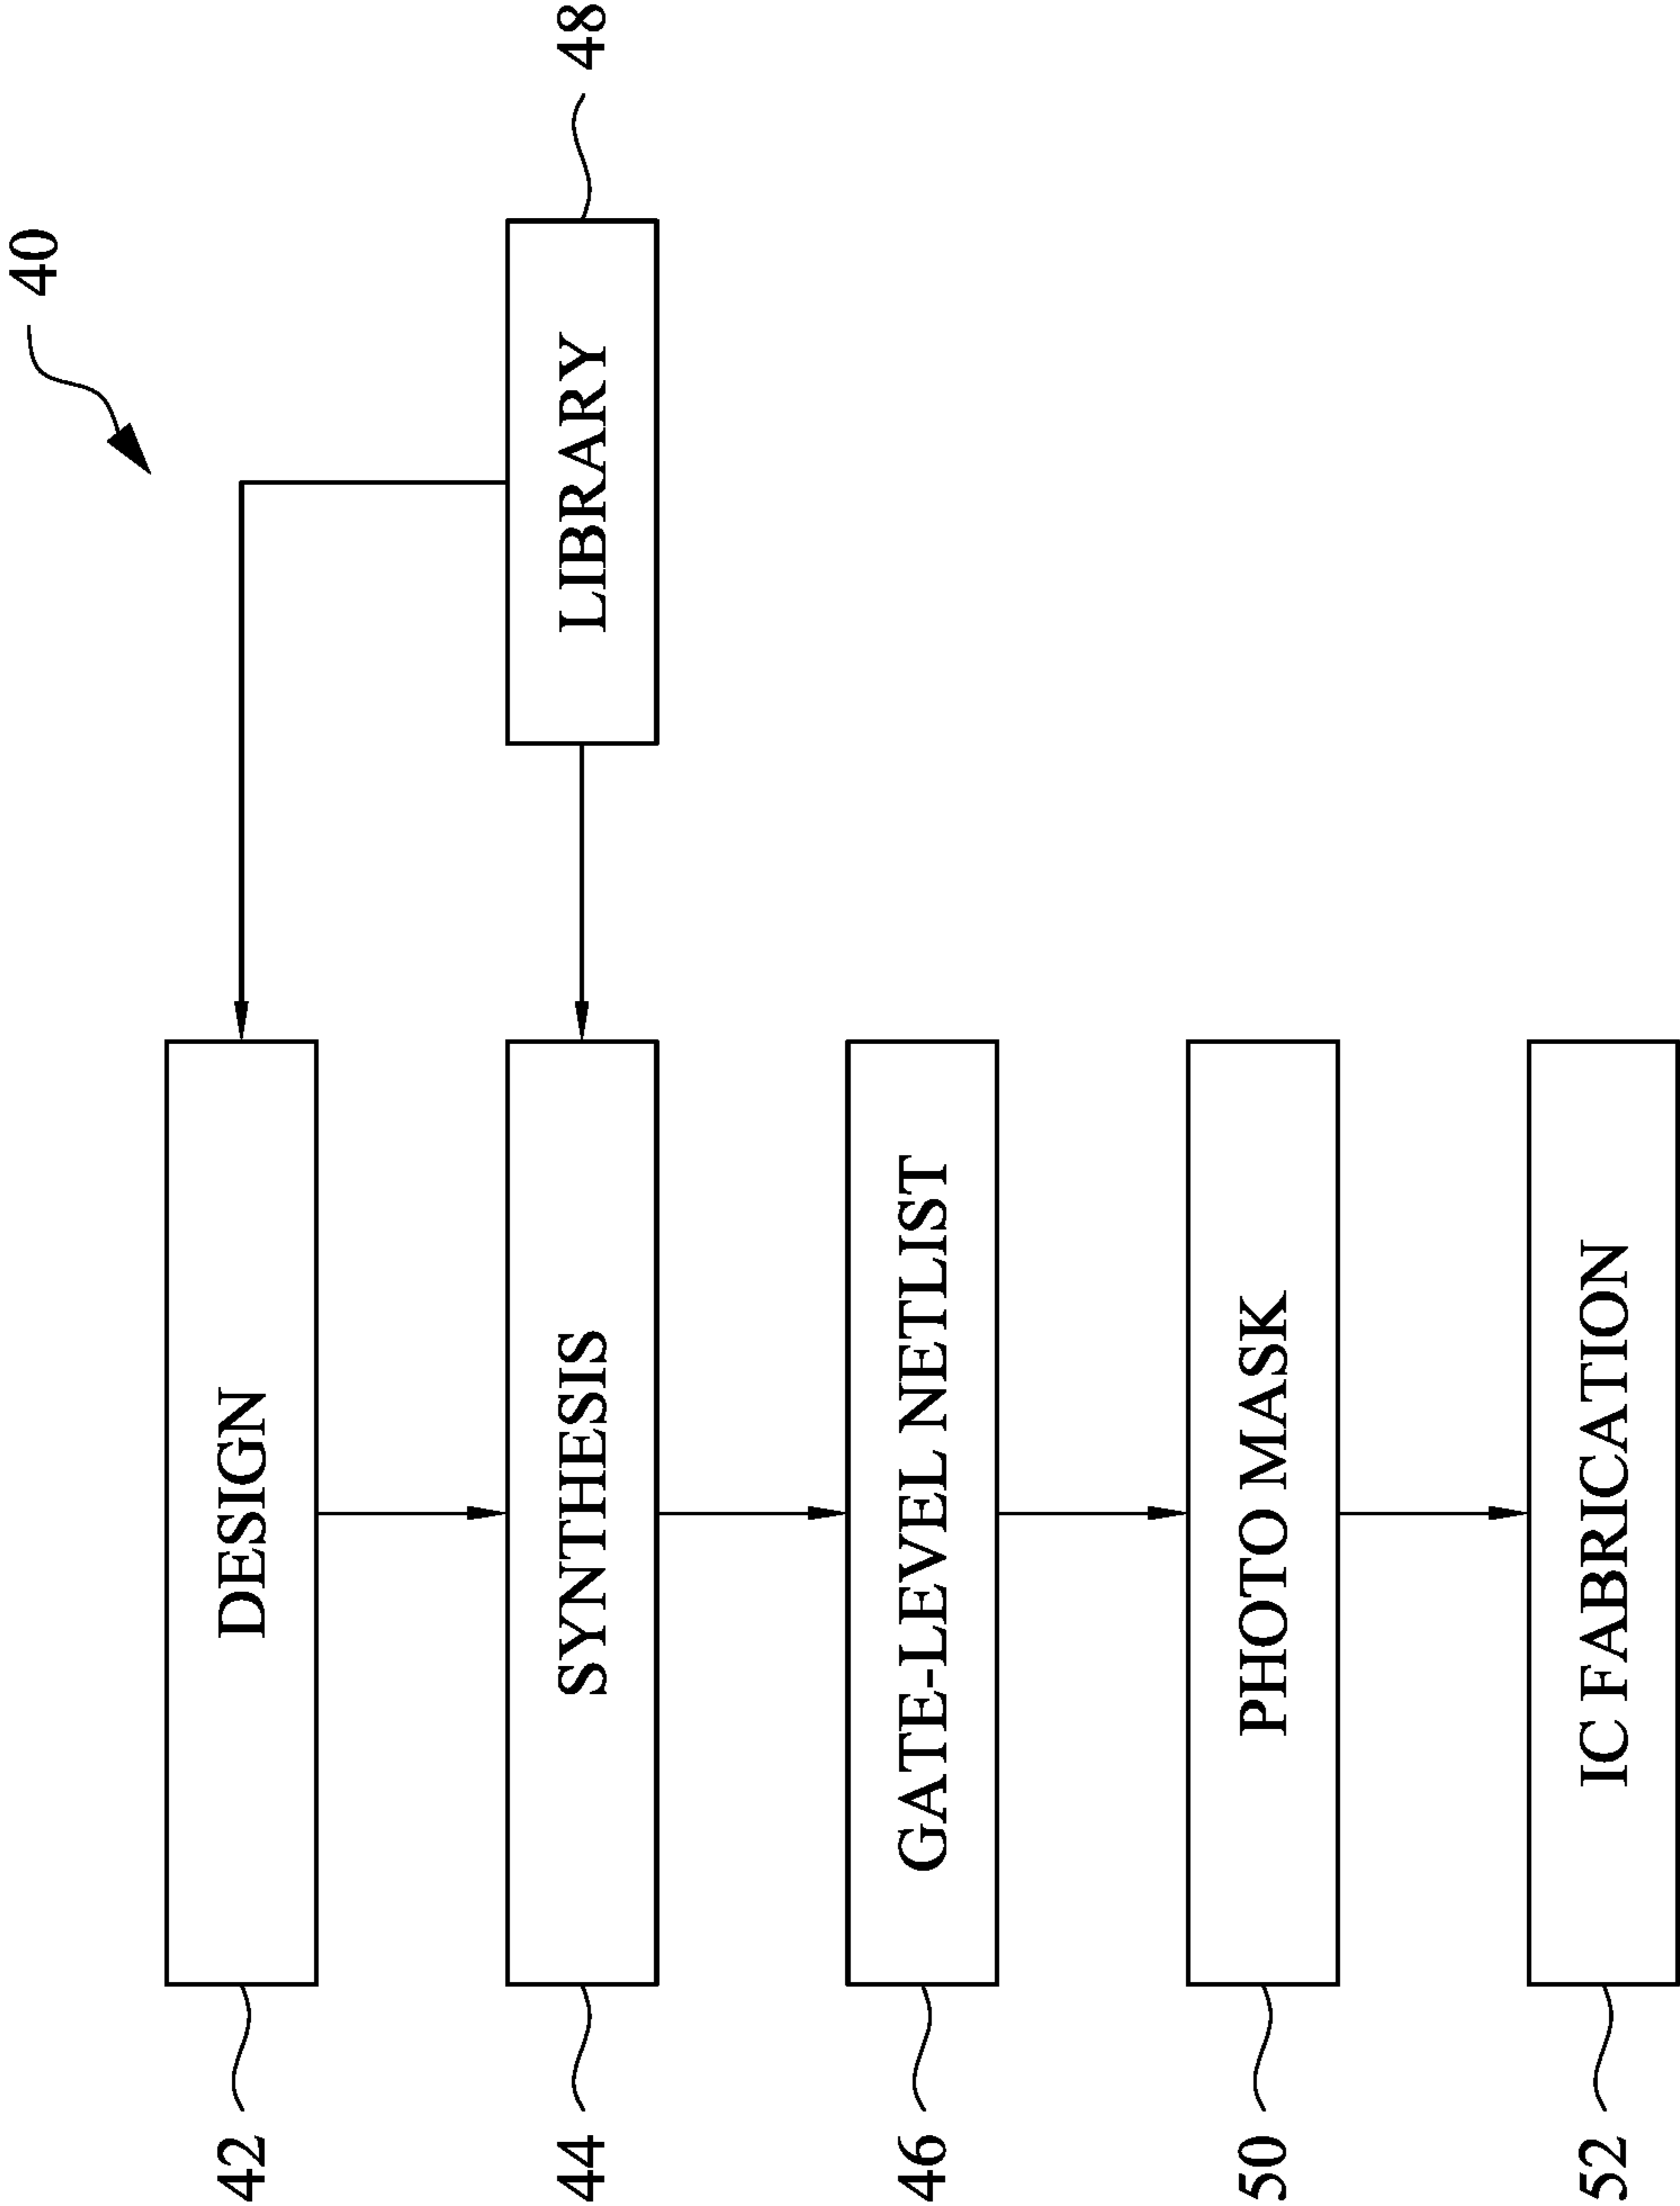 40
42
DESIGN
44
SYNTHESIS
LIBRARY
48
46
GATE-LEVEL NETLIST
50
PHOTO MASK
52
IC FABRICATION